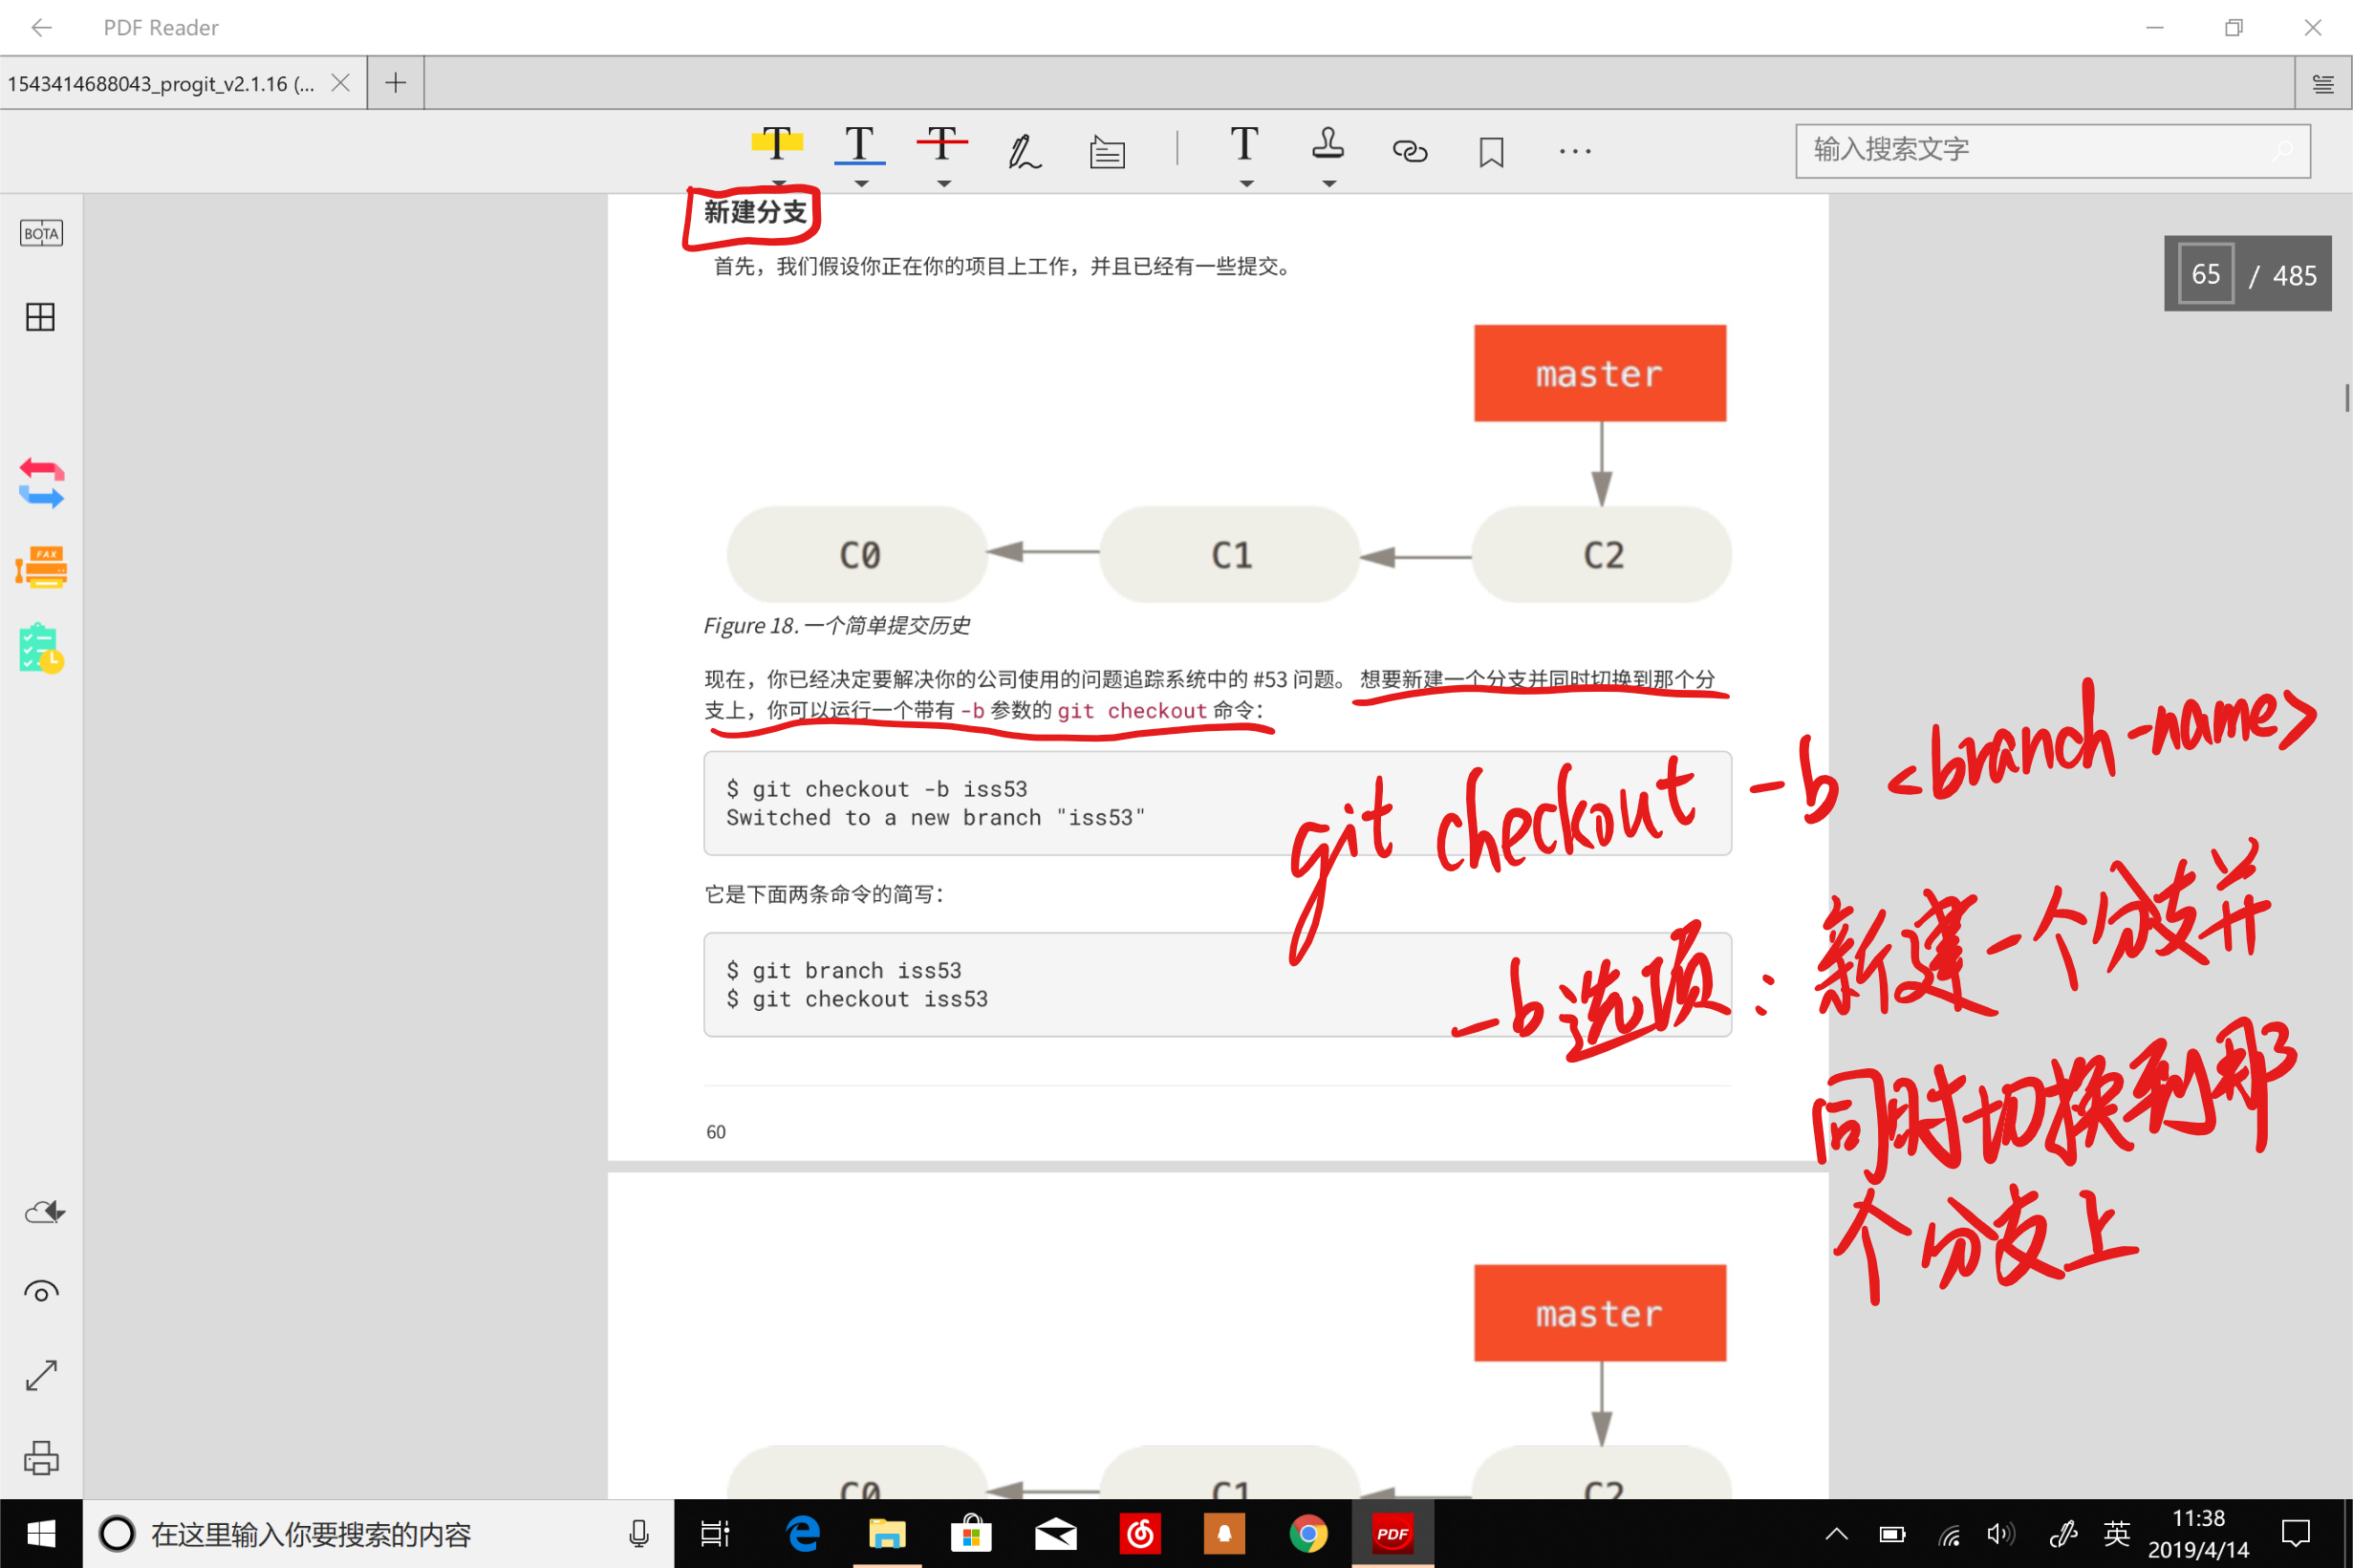 PDF Reader
1543414688043_progit_v2.1.16 (...
输入搜索文字
BOTA
65 / 485
FAX
新建分支
首先，我们假设你正在你的项目上工作，并且已经有一些提交。
master
C0
C1
C2
Figure 18. 一个简单提交历史
现在，你已经决定要解决你的公司使用的问题追踪系统中的 #53 问题。 想要新建一个分支并同时切换到那个分
支上，你可以运行一个带有 -b 参数的 git checkout 命令：
$ git checkout -b iss53
Switched to a new branch "iss53"
git checkout -b <branch-name>
它是下面两条命令的简写：
$ git branch iss53
$ git checkout iss53
-b选项：新建一个分支并
同时切换到那
个分支上
60
master
C0
C1
C2
在这里输入你要搜索的内容
PDF
英
11:38
2019/4/14